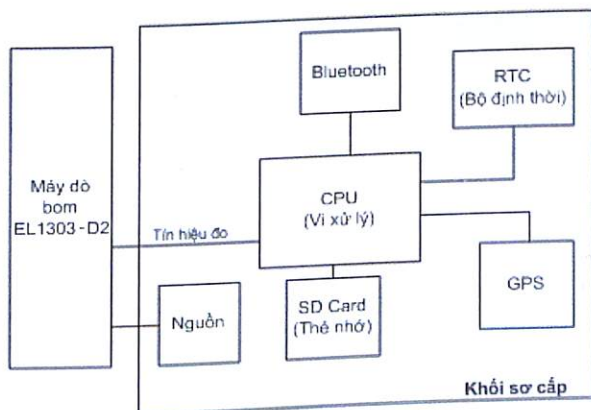 Bluetooth
RTC
(Bộ định thời)
Máy dò
bom
EL1303-D2
CPU
(Vi xử lý)
Tín hiệu đo
GPS
Nguồn
SD Card
(Thẻ nhớ)
Khối sơ cấp